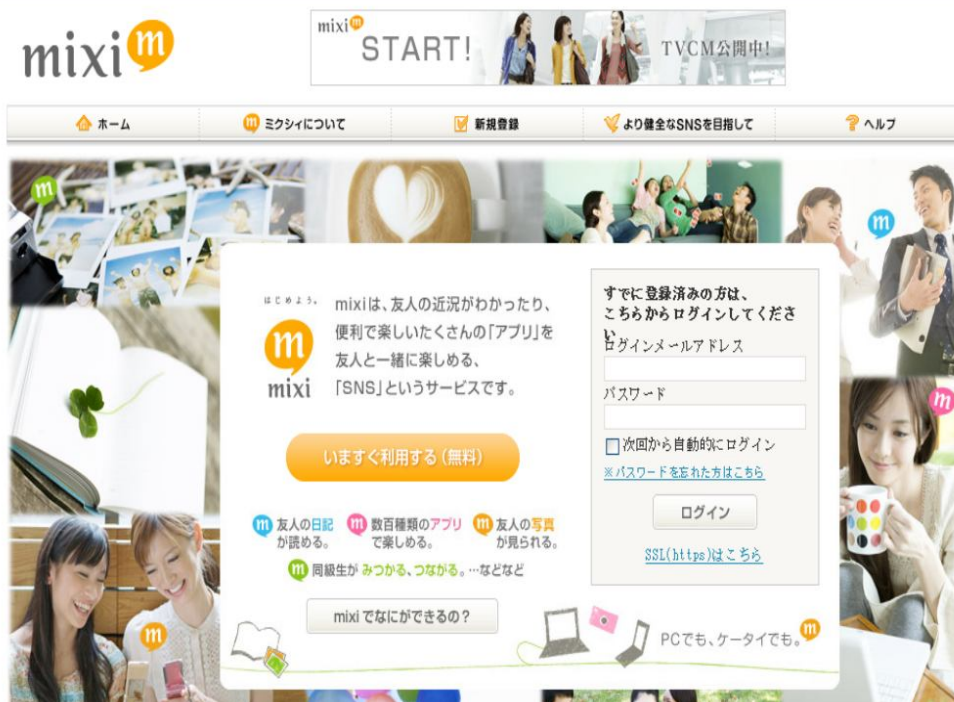 mixi m
mixi m
START!
TVCM公開中!
ホーム
m ミクシィについて
新規登録
より健全なSNSを目指して
ヘルプ
m
m
はじめよう。
m
mixi
mixiは、友人の近況がわかったり、
便利で楽しいたくさんの「アプリ」を
友人と一緒に楽しめる、
「SNS」というサービスです。
いますぐ利用する(無料)
m 友人の日記
が読める。
m 数百種類のアプリ
で楽しめる。
m 友人の写真
が見られる。
m 同級生が みつかる、つながる。…などなど
mixiでなにができるの?
すでに登録済みの方は、
こちらからログインしてくださ
い。
ログインメールアドレス
パスワード
次回から自動的にログイン
※パスワードを忘れた方はこちら
ログイン
SSL(https)はこちら
m
m
PCでも、ケータイでも。m